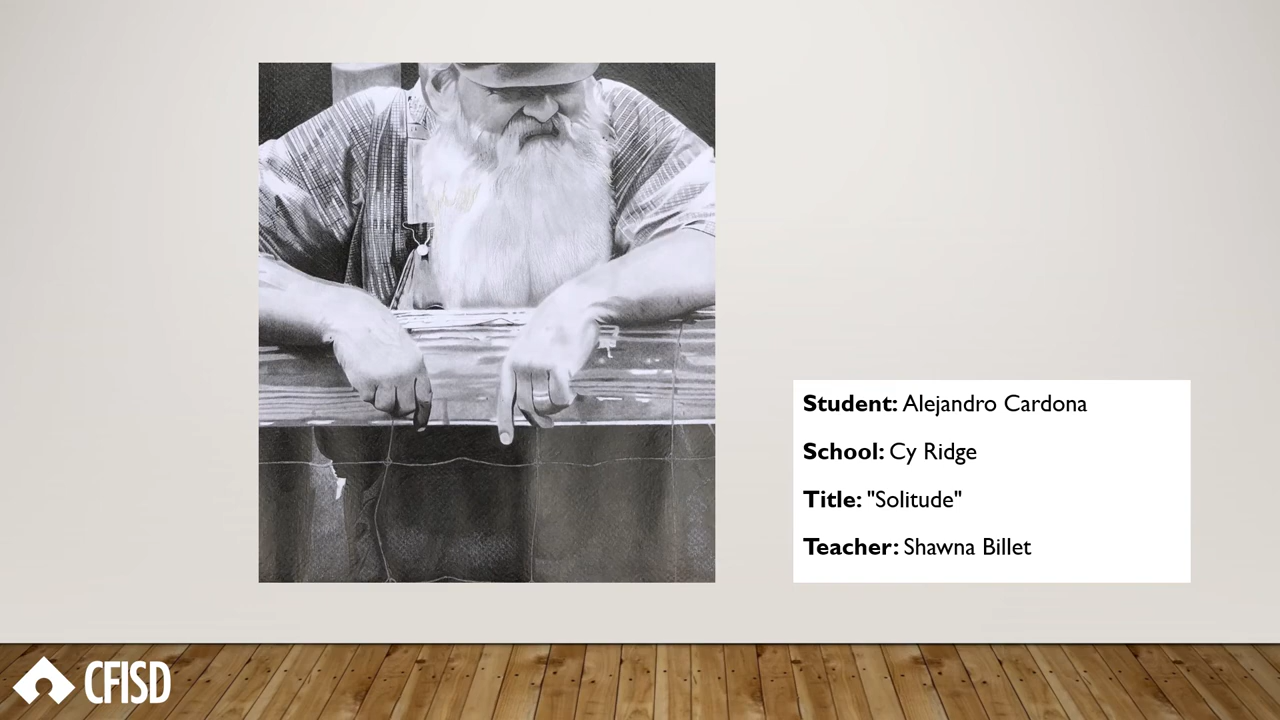 Student: Alejandro Cardona
School: Cy Ridge
Title: "Solitude"
Teacher: Shawna Billet
CFISD